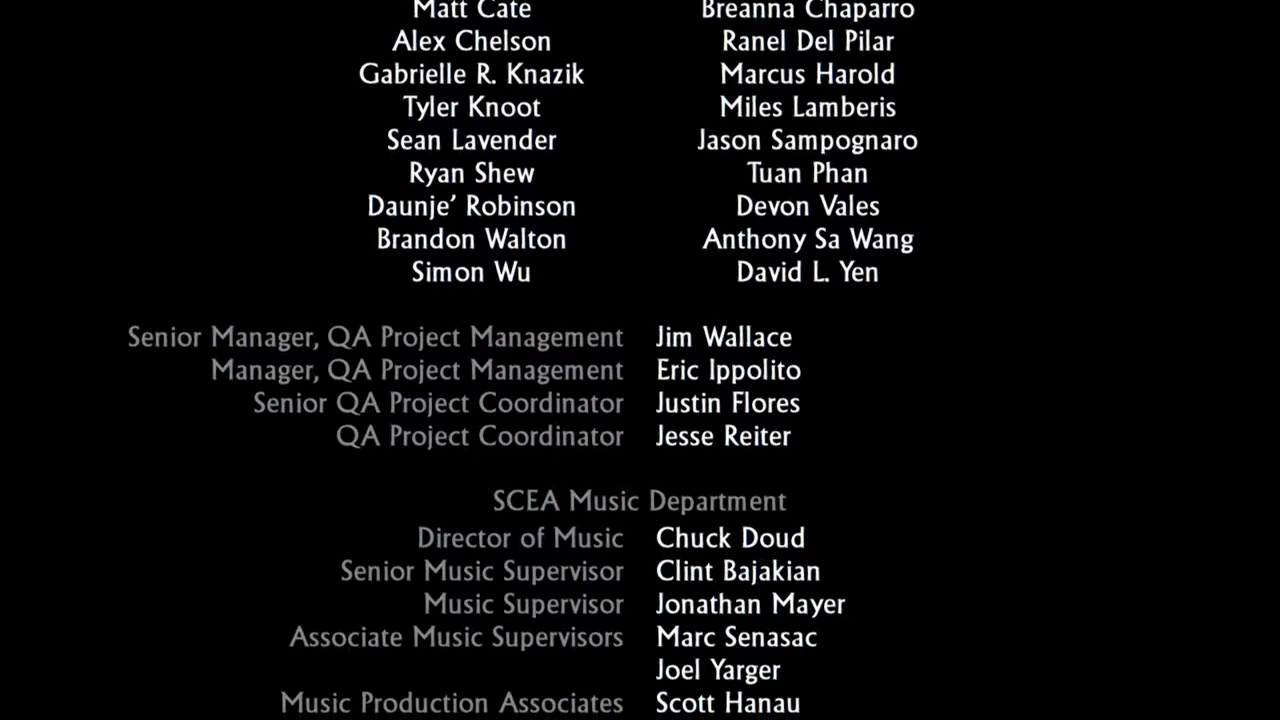 Matt Cate Breanna Chaparro
Alex Chelson Ranel Del Pilar
Gabrielle R. Knazik Marcus Harold
Tyler Knoot Miles Lamberis
Sean Lavender Jason Sampognaro
Ryan Shew Tuan Phan
Daunje’ Robinson Devon Vales
Brandon Walton Anthony Sa Wang
Simon Wu David L. Yen
Senior Manager, QA Project Management Jim Wallace
Manager, QA Project Management Eric Ippolito
Senior QA Project Coordinator Justin Flores
QA Project Coordinator Jesse Reiter
SCEA Music Department
Director of Music Chuck Doud
Senior Music Supervisor Clint Bajakian
Music Supervisor Jonathan Mayer
Associate Music Supervisors Marc Senasac
Joel Yarger
Music Production Associates Scott Hanau